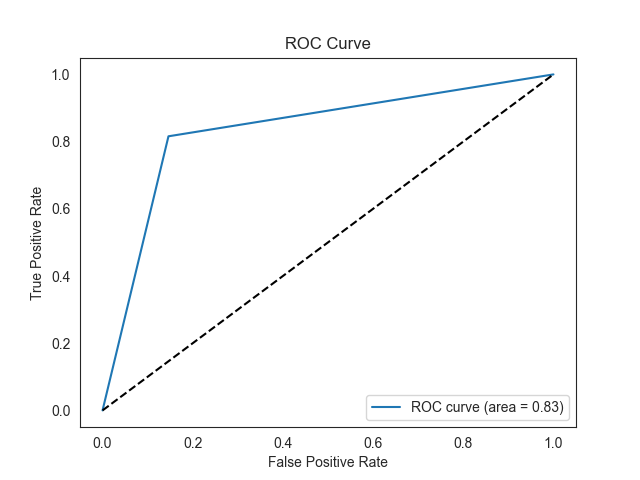 ROC Curve
1.0
0.8
0.6
0.4
0.2
0.0
True Positive Rate
ROC curve (area = 0.83)
0.0 0.2 0.4 0.6 0.8 1.0
False Positive Rate